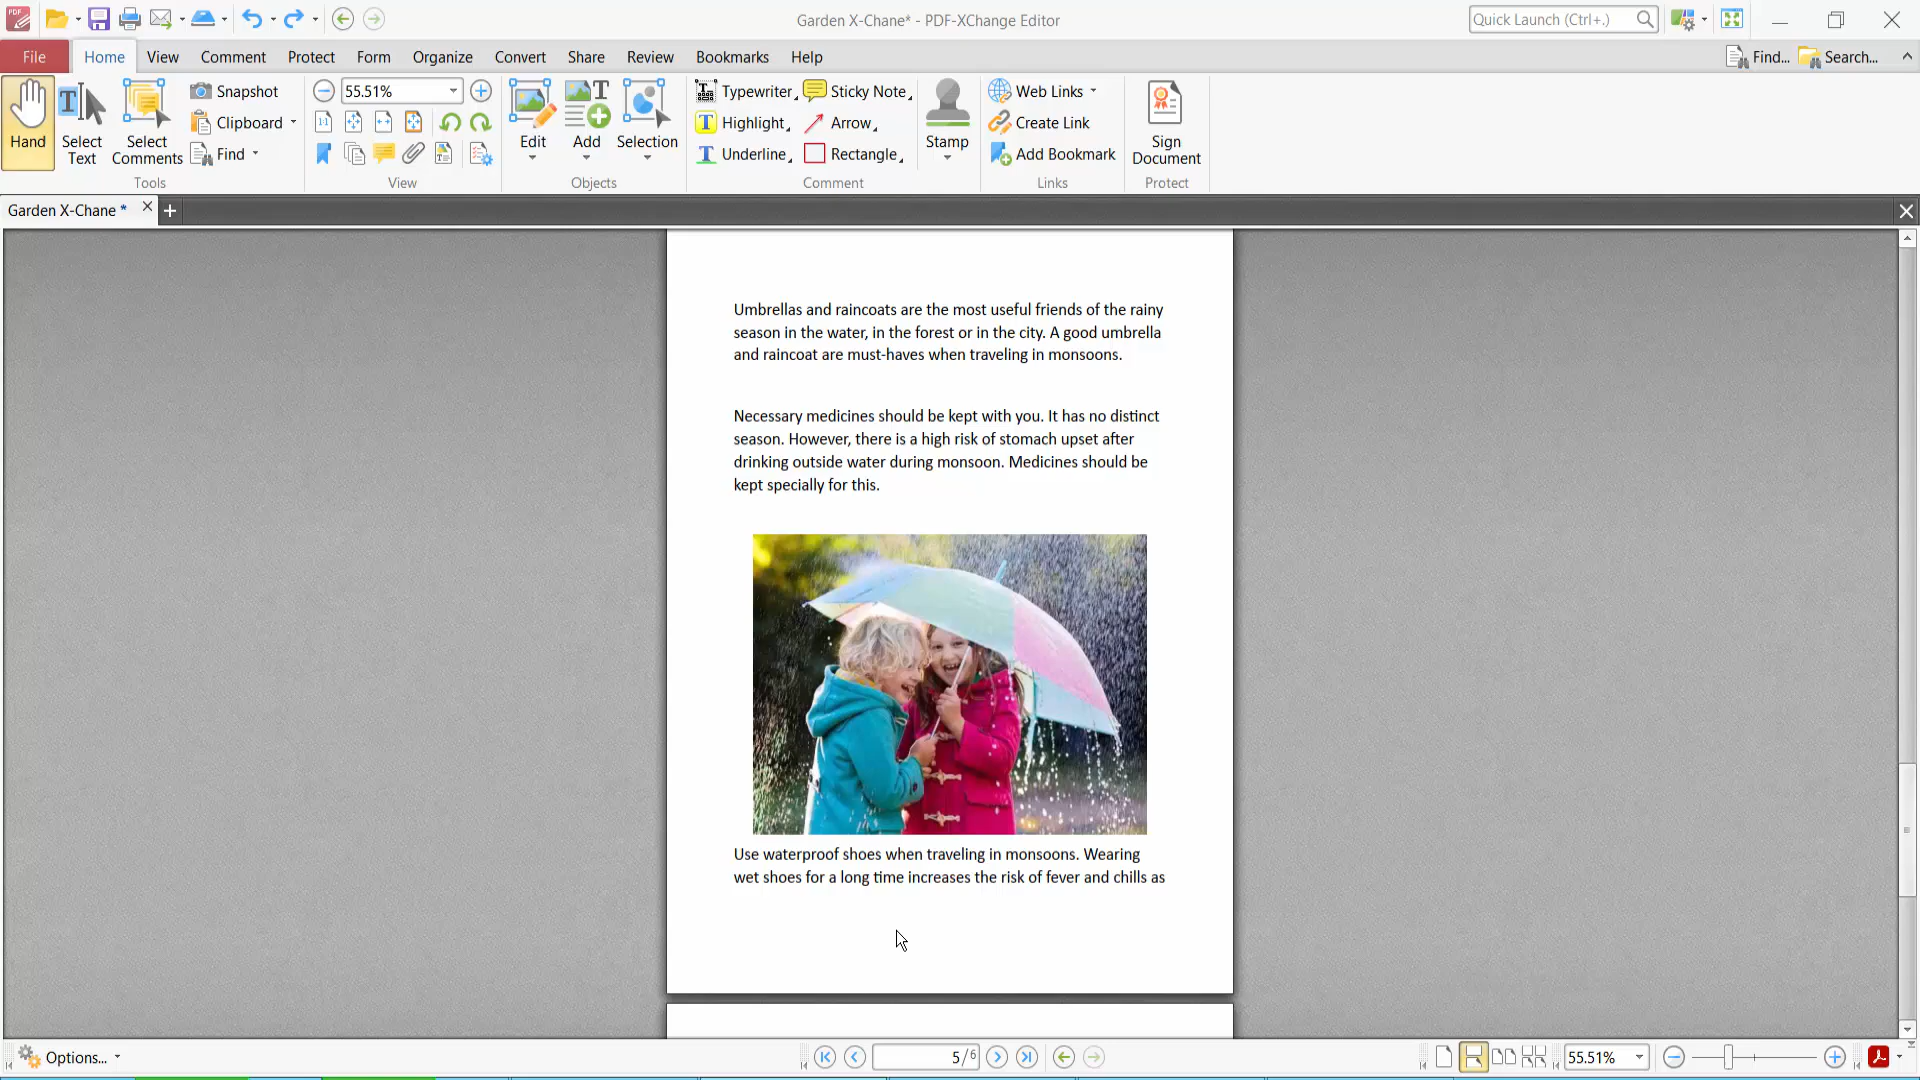 Garden X-Chane* - PDF-XChange Editor
Quick Launch (Ctrl+.)
File Home View Comment Protect Form Organize Convert Share Review Bookmarks Help
Find... Search...
Hand
Select Text
Select Comments
Snapshot
Clipboard
Find
Tools
55.51%
View
Edit
Add
Selection
Objects
Typewriter
Sticky Note
Highlight
Arrow
Underline
Rectangle
Stamp
Comment
Web Links
Create Link
Add Bookmark
Links
Sign Document
Protect
Garden X-Chane *
Umbrellas and raincoats are the most useful friends of the rainy
season in the water, in the forest or in the city. A good umbrella
and raincoat are must-haves when traveling in monsoons.
Necessary medicines should be kept with you. It has no distinct
season. However, there is a high risk of stomach upset after
drinking outside water during monsoon. Medicines should be
kept specially for this.
Use waterproof shoes when traveling in monsoons. Wearing
wet shoes for a long time increases the risk of fever and chills as
Options...
5/6
55.51%